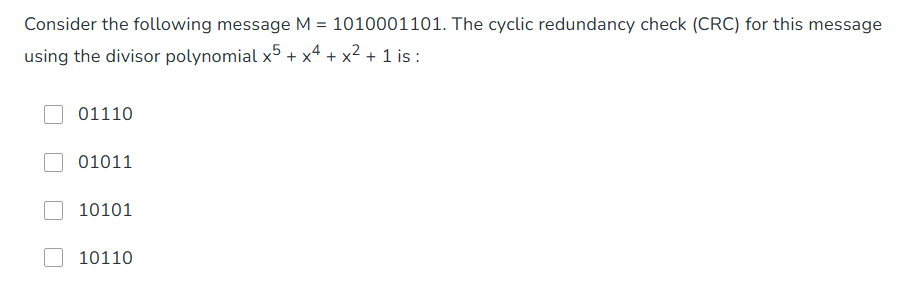 Consider the following message M = 1010001101. The cyclic redundancy check (CRC) for this message
using the divisor polynomial x⁵ + x⁴ + x² + 1 is :
01110
01011
10101
10110